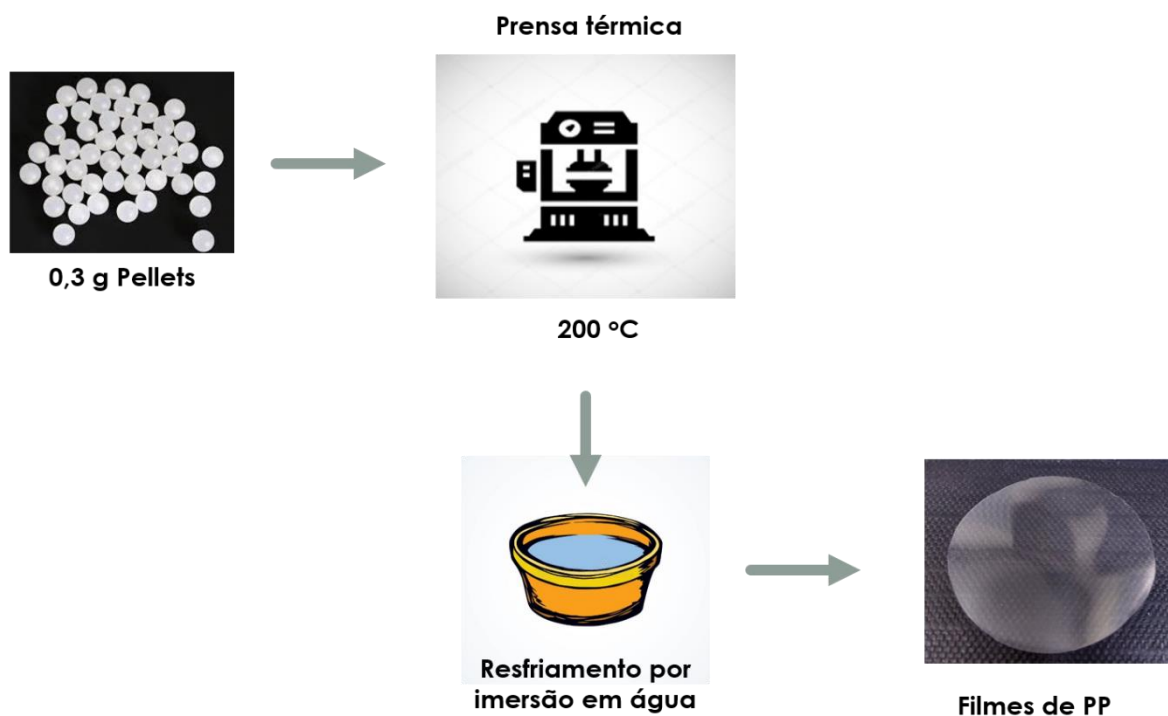 Prensa térmica
0,3 g Pellets
200 ºC
Resfriamento por
imersão em água
Filmes de PP